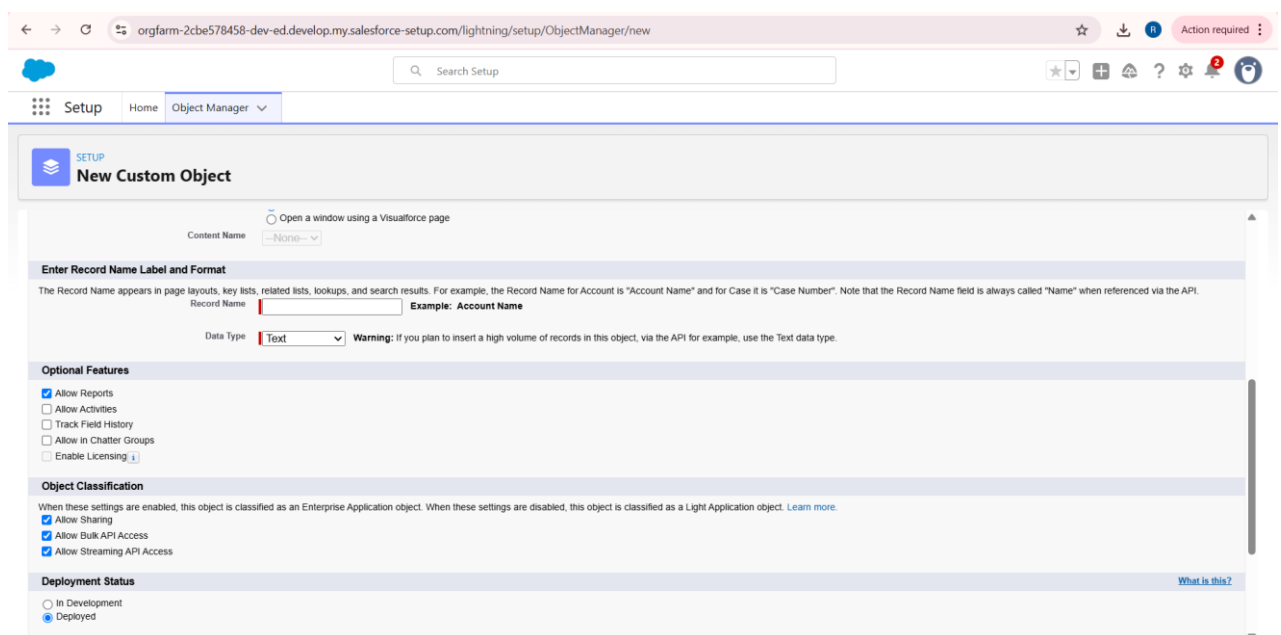 orgfarm-2cbe578458-dev-ed.develop.my.salesforce-setup.com/lightning/setup/ObjectManager/new
R
Action required
Search Setup
2
Setup
Home
Object Manager
SETUP
New Custom Object
Open a window using a Visualforce page
Content Name
--None--
Enter Record Name Label and Format
The Record Name appears in page layouts, key lists, related lists, lookups, and search results. For example, the Record Name for Account is "Account Name" and for Case it is "Case Number". Note that the Record Name field is always called "Name" when referenced via the API.
Record Name
Example: Account Name
Data Type
Text
Warning: If you plan to insert a high volume of records in this object, via the API for example, use the Text data type.
Optional Features
Allow Reports
Allow Activities
Track Field History
Allow in Chatter Groups
Enable Licensing i
Object Classification
When these settings are enabled, this object is classified as an Enterprise Application object. When these settings are disabled, this object is classified as a Light Application object. Learn more.
Allow Sharing
Allow Bulk API Access
Allow Streaming API Access
Deployment Status
What is this?
In Development
Deployed